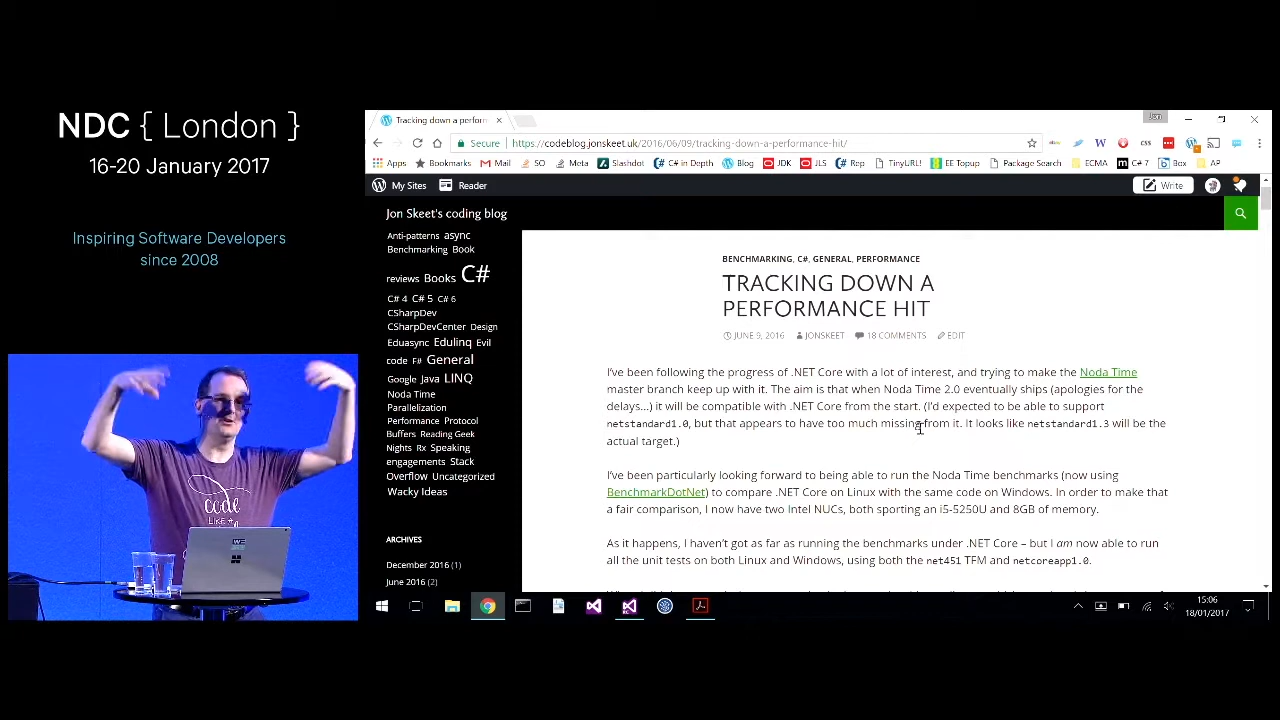 NDC { London }
16-20 January 2017
Inspiring Software Developers
since 2008
code
LIKE A
Tracking down a perform
Jon
Secure https://codeblog.jonskeet.uk/2016/06/09/tracking-down-a-performance-hit/
Apps Bookmarks Mail SO Meta Slashdot C# in Depth Blog JDK JLS C# Rep TinyURL! EE Topup Package Search ECMA C# 7 Box AP
My Sites Reader Write
Jon Skeet's coding blog
Anti-patterns async
Benchmarking Book
reviews Books C#
C# 4 C# 5 C# 6
CSharpDev
CSharpDevCenter Design
Eduasync Edulinq Evil
code F# General
Google Java LINQ
Noda Time
Parallelization
Performance Protocol
Buffers Reading Geek
Nights Rx Speaking
engagements Stack
Overflow Uncategorized
Wacky Ideas
ARCHIVES
December 2016 (1)
June 2016 (2)
BENCHMARKING, C#, GENERAL, PERFORMANCE
TRACKING DOWN A
PERFORMANCE HIT
JUNE 9, 2016 JONSKEET 18 COMMENTS EDIT
I've been following the progress of .NET Core with a lot of interest, and trying to make the Noda Time
master branch keep up with it. The aim is that when Noda Time 2.0 eventually ships (apologies for the
delays…) it will be compatible with .NET Core from the start. (I'd expected to be able to support
netstandard1.0, but that appears to have too much missing from it. It looks like netstandard1.3 will be the
actual target.)
I've been particularly looking forward to being able to run the Noda Time benchmarks (now using
BenchmarkDotNet) to compare .NET Core on Linux with the same code on Windows. In order to make that
a fair comparison, I now have two Intel NUCs, both sporting an i5-5250U and 8GB of memory.
As it happens, I haven't got as far as running the benchmarks under .NET Core – but I am now able to run
all the unit tests on both Linux and Windows, using both the net451 TFM and netcoreapp1.0.
15:06
18/01/2017